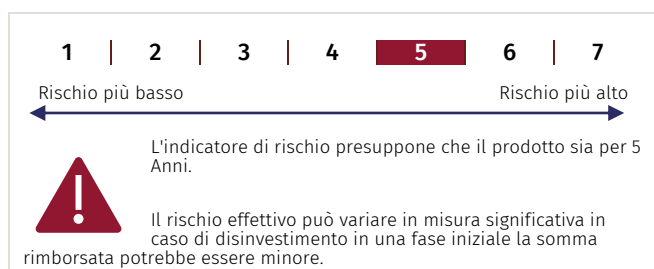 1 2 3 4 5 6 7
Rischio più basso Rischio più alto
L'indicatore di rischio presuppone che il prodotto sia per 5
Anni.
Il rischio effettivo può variare in misura significativa in
caso di disinvestimento in una fase iniziale la somma
rimborsata potrebbe essere minore.